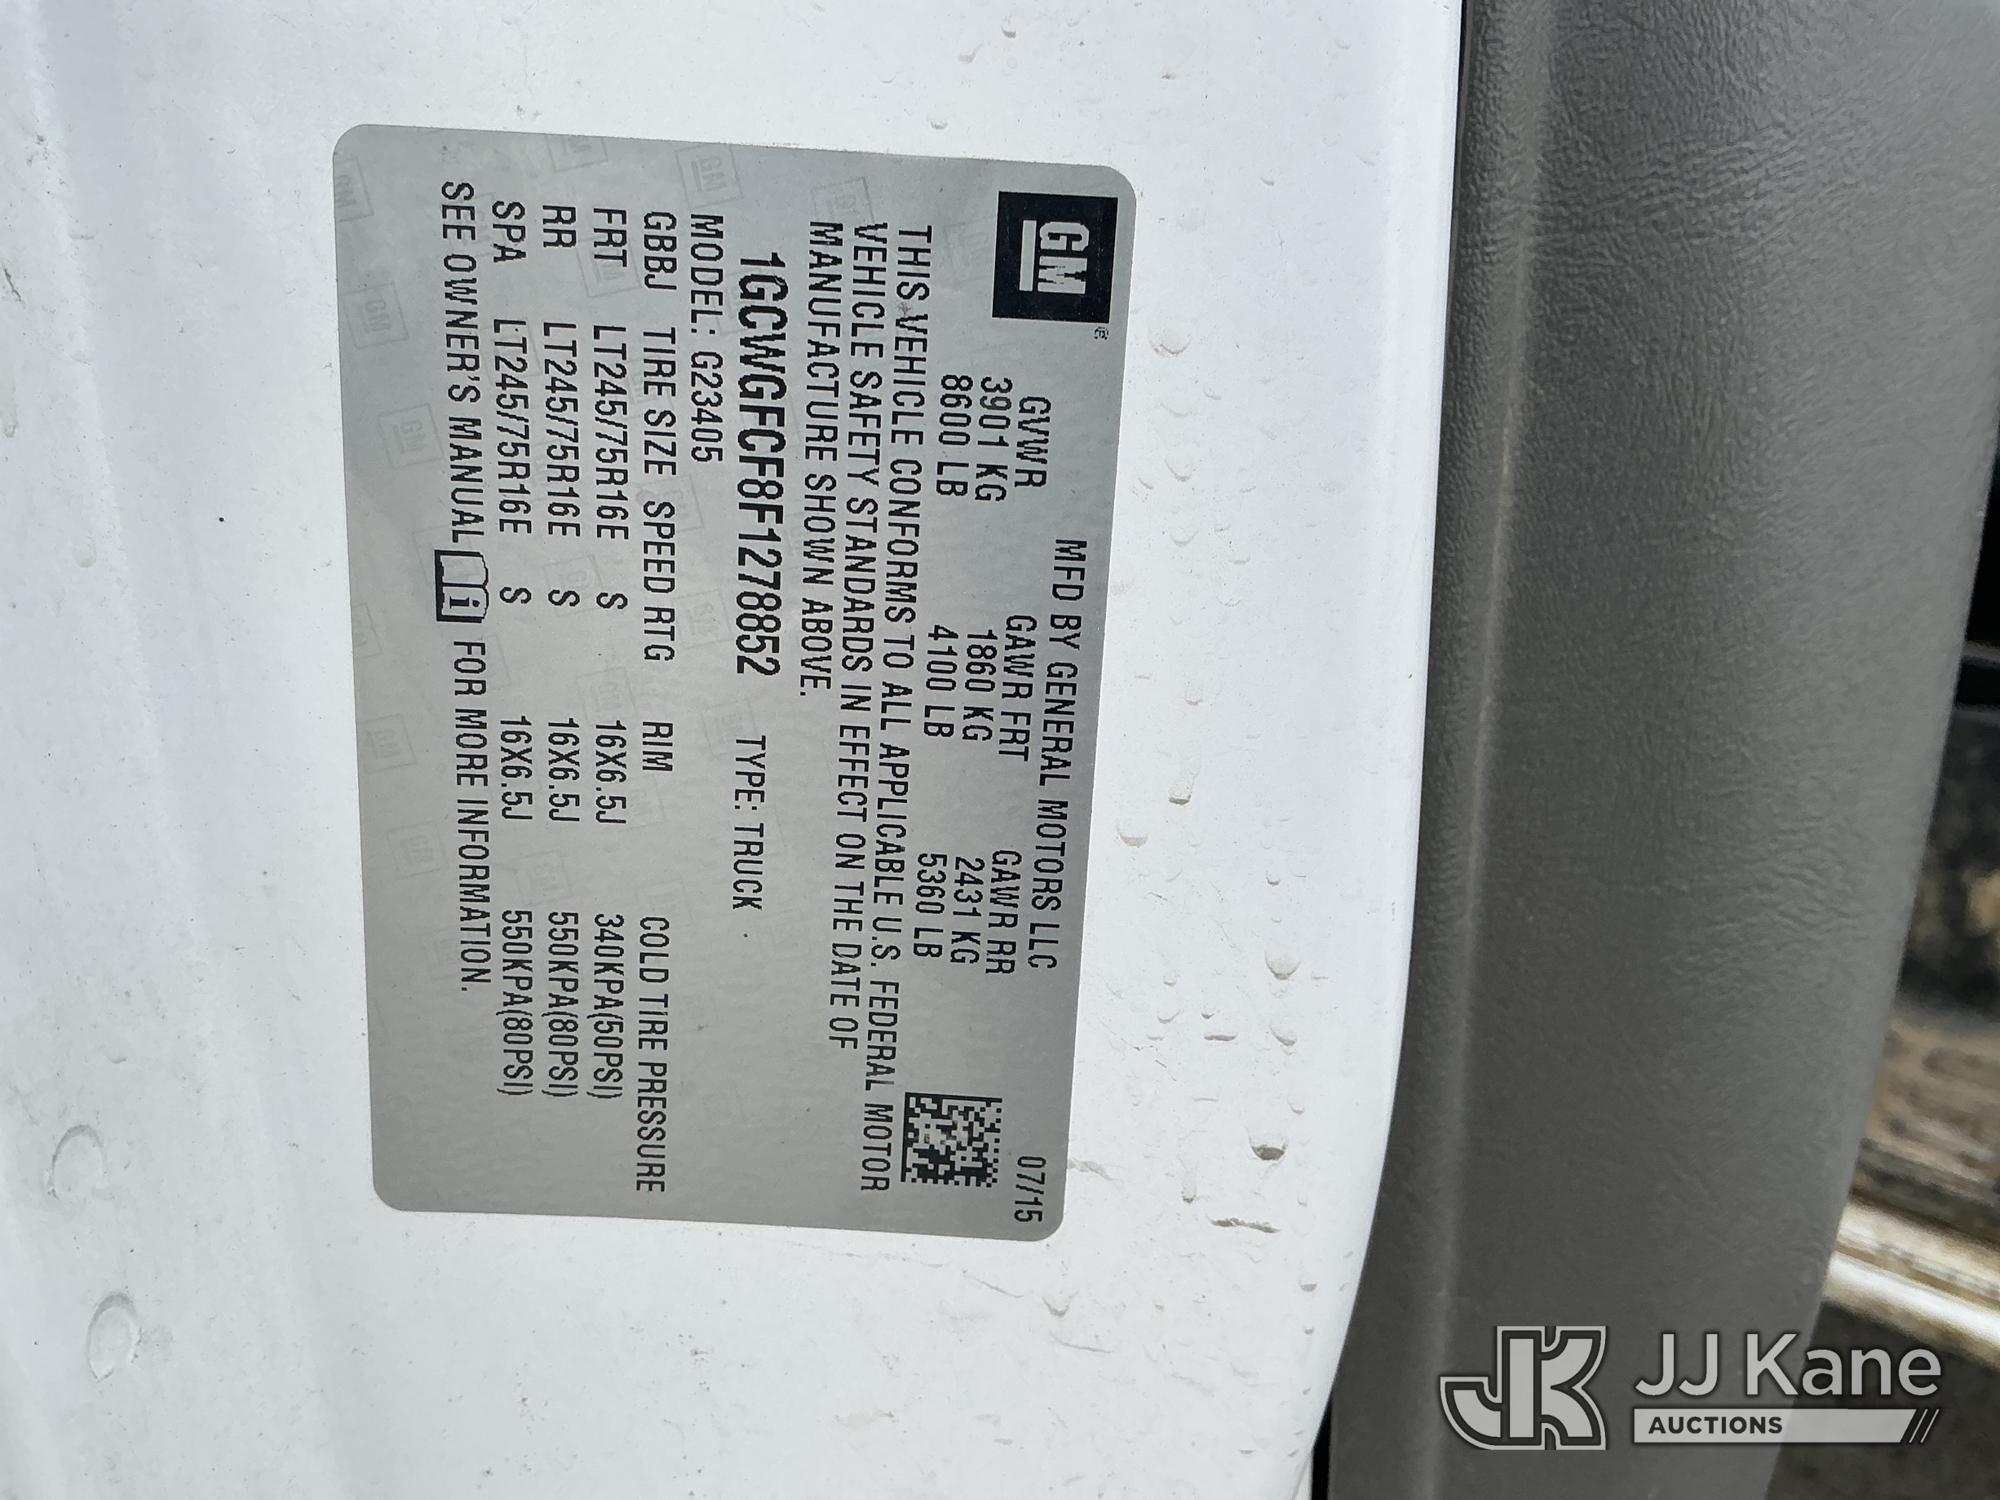 GM
MFD BY GENERAL MOTORS LLC 07/15
GVWR GAWR FRT GAWR RR
3901 KG 1860 KG 2431 KG
8600 LB 4100 LB 5360 LB
THIS VEHICLE CONFORMS TO ALL APPLICABLE U.S. FEDERAL MOTOR
VEHICLE SAFETY STANDARDS IN EFFECT ON THE DATE OF
MANUFACTURE SHOWN ABOVE.
1GCWGFCF8F1278852 TYPE: TRUCK
MODEL: G23405
GBBJ TIRE SIZE SPEED RTG RIM COLD TIRE PRESSURE
FRT LT245/75R16E S 16X6.5J 340KPA(50PSI)
RR LT245/75R16E S 16X6.5J 550KPA(80PSI)
SPA LT245/75R16E S 16X6.5J 550KPA(80PSI)
SEE OWNER'S MANUAL i FOR MORE INFORMATION.
JK JJ Kane
AUCTIONS